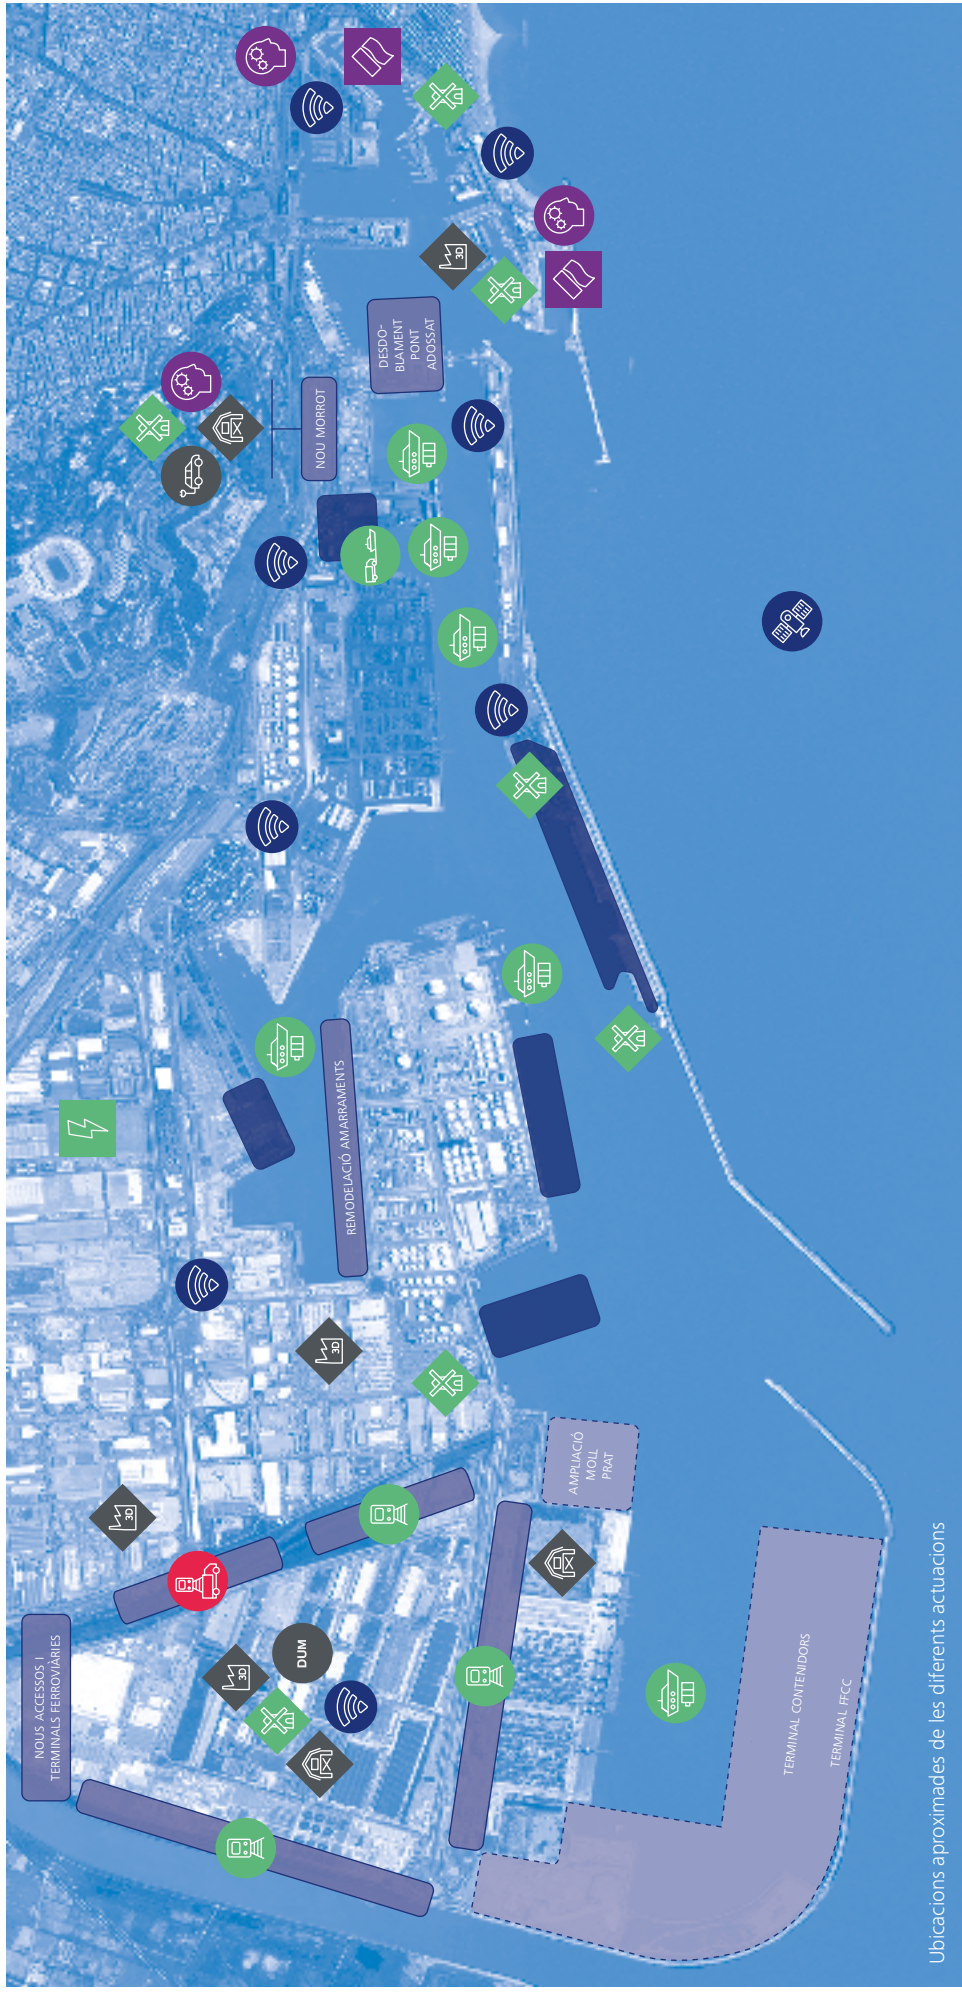 NOUS ACCESSOS I
TERMINALS FERROVIÀRIES
3D
3D
DUM
3D
REMODELACIÓ AMARRAMENTS
NOU MORROT
DESDO-
BLAMENT
PONT
ADOSSAT
3D
AMPLIACIÓ
MOLL
PRAT
TERMINAL CONTENIDORS
TERMINAL FFCC
Ubicacions aproximades de les diferents actuacions